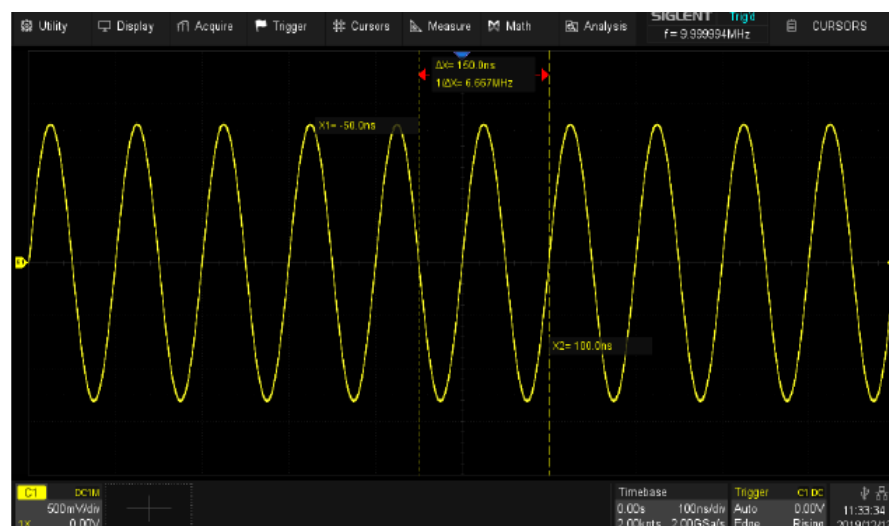 Utility Display Acquire Trigger Cursors Measure Math Analysis SIGLENT Trig'd CURSORS
f = 9.999994MHz
ΔX= 150.0ns
1/ΔX= 6.667MHz
X1= -50.0ns
X2= 100.0ns
C1 DC1M
500mV/div
1X 0.00V
Timebase
0.00s 100ns/div
2.00kpts 2.00GSa/s
Trigger C1 DC
Auto 0.00V
Edge Rising
11:33:34